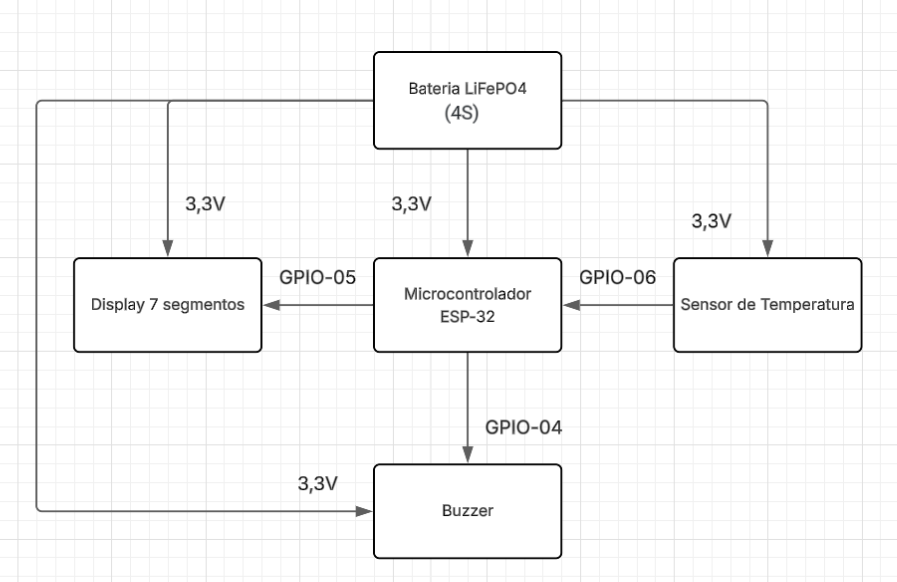 Bateria LiFePO4
(4S)
3,3V
3,3V
3,3V
Display 7 segmentos
GPIO-05
Microcontrolador
ESP-32
GPIO-06
Sensor de Temperatura
GPIO-04
3,3V
Buzzer